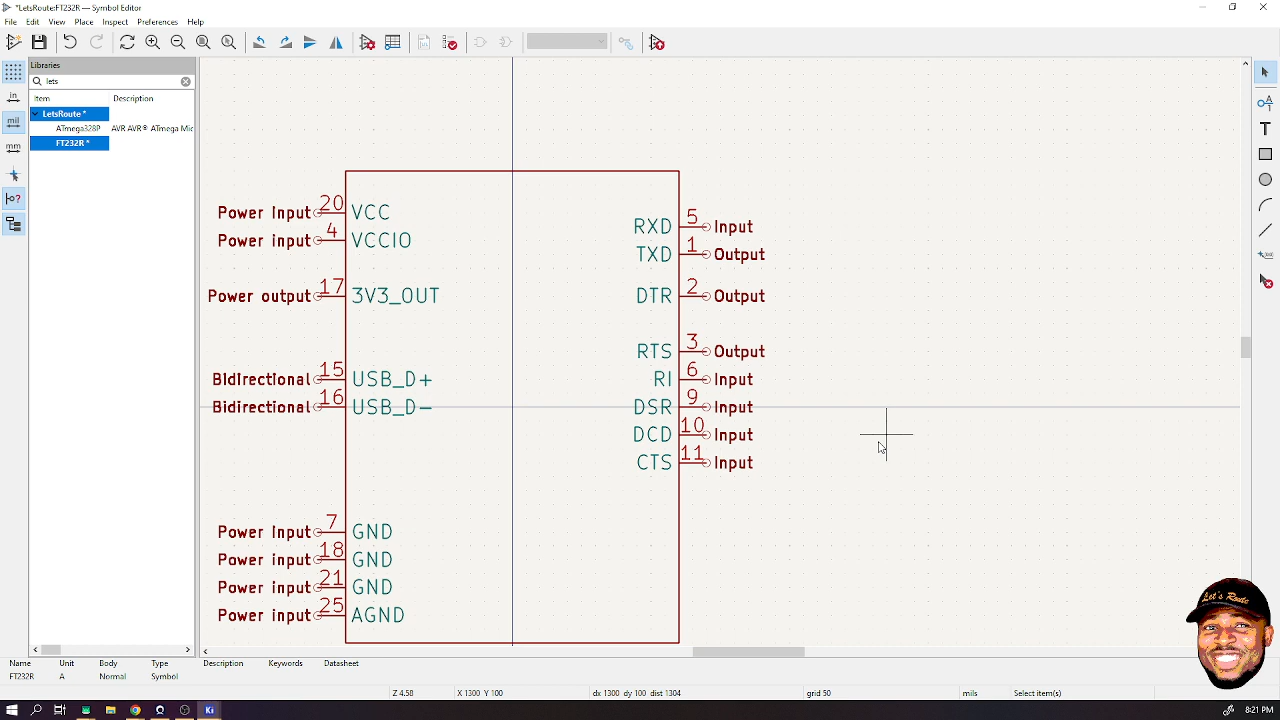 *LetsRoute:FT232R — Symbol Editor
File Edit View Place Inspect Preferences Help
Libraries
lets
Item Description
LetsRoute *
ATmega328P AVR AVR® ATmega Mic
FT232R *
in
mil
mm
Power input 20 VCC
Power input 4 VCCIO
Power output 17 3V3_OUT
Bidirectional 15 USB_D+
Bidirectional 16 USB_D-
Power input 7 GND
Power input 18 GND
Power input 21 GND
Power input 25 AGND
RXD 5 Input
TXD 1 Output
DTR 2 Output
RTS 3 Output
RI 6 Input
DSR 9 Input
DCD 10 Input
CTS 11 Input
Let's Route
Name Unit Body Type Description Keywords Datasheet
FT232R A Normal Symbol
Z 4.58 X 1300 Y 100 dx 1300 dy 100 dist 1304 grid 50 mils Select item(s)
8:21 PM